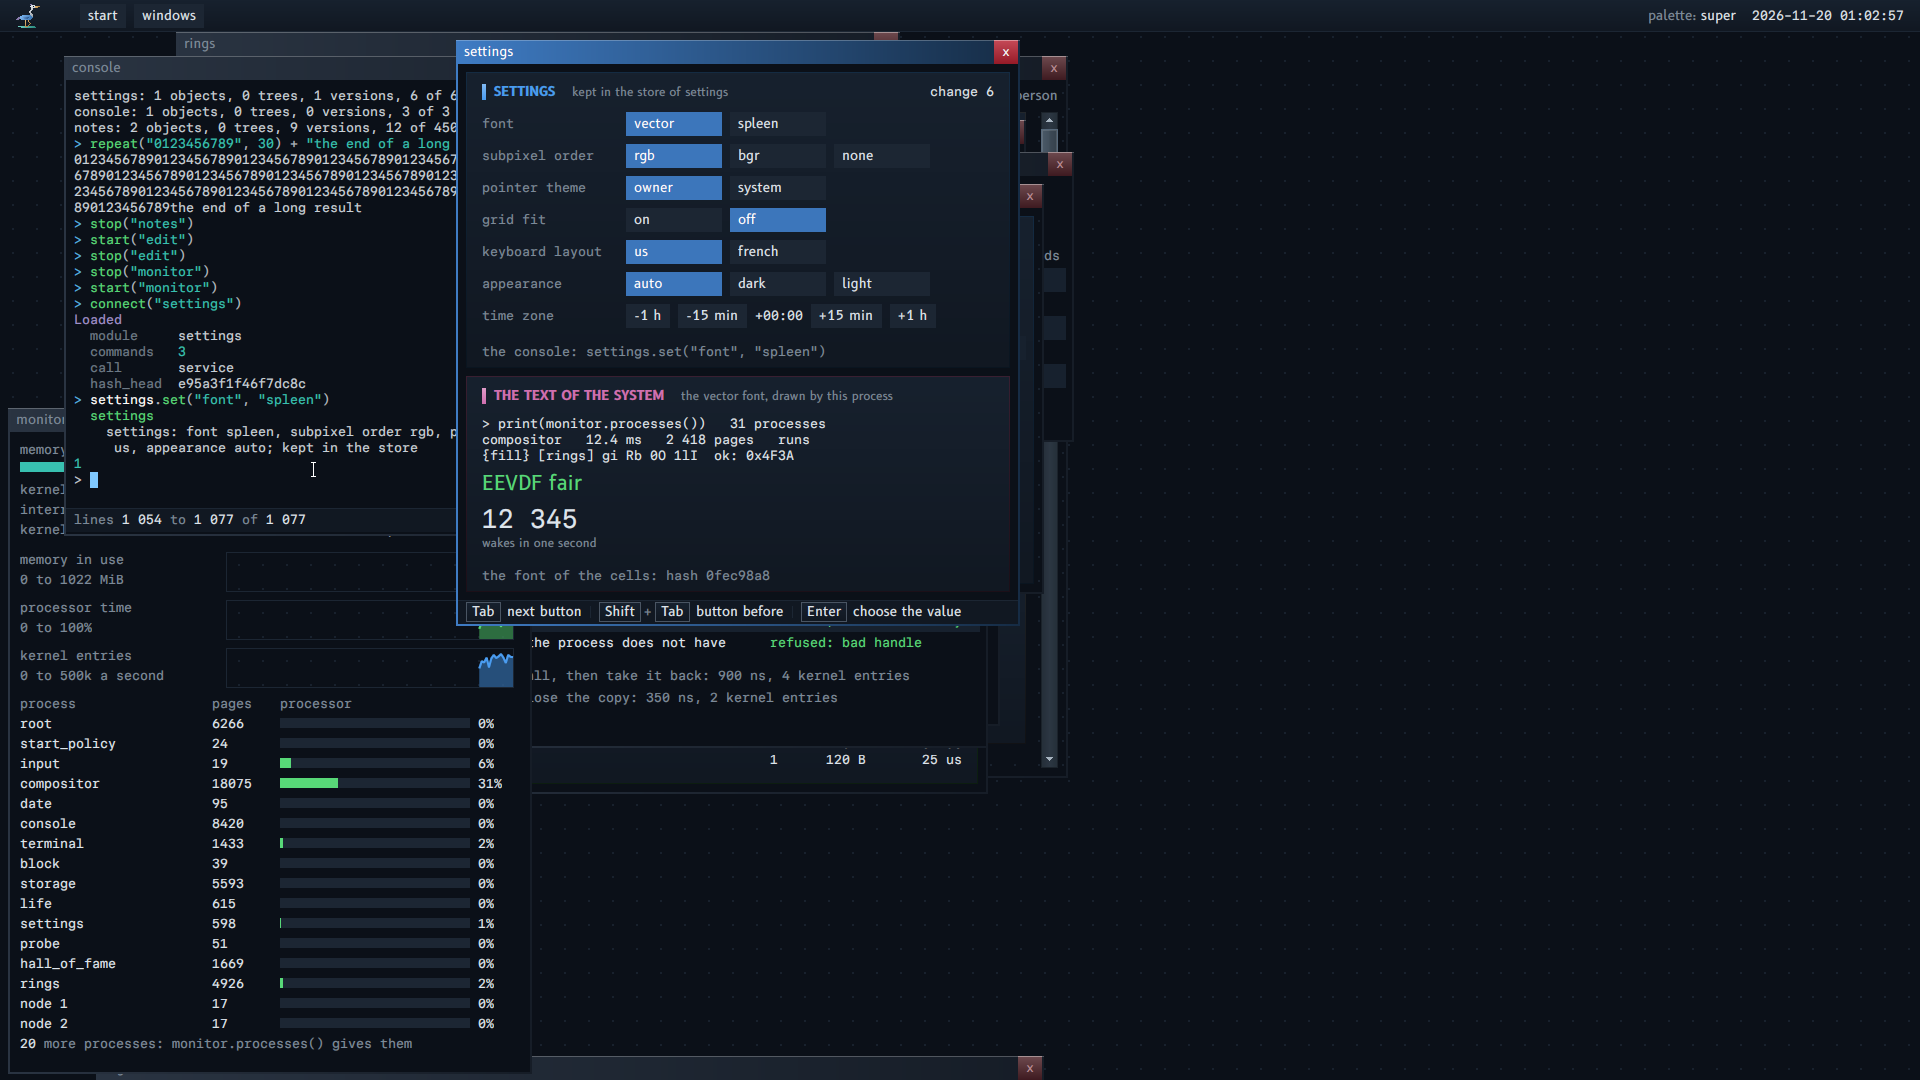 start windows palette: super 2026-11-20 01:02:57
rings
console
settings: 1 objects, 0 trees, 1 versions, 6 of 6
console: 1 objects, 0 trees, 0 versions, 3 of 3
notes: 2 objects, 0 trees, 9 versions, 12 of 450
> repeat("0123456789", 30) + "the end of a long
012345678901234567890123456789012345678901234567
678901234567890123456789012345678901234567890123
234567890123456789012345678901234567890123456789
890123456789the end of a long result
> stop("notes")
> start("edit")
> stop("edit")
> stop("monitor")
> start("monitor")
> connect("settings")
Loaded
module settings
commands 3
call service
hash_head e95a3f1f46f7dc8c
> settings.set("font", "spleen")
settings
settings: font spleen, subpixel order rgb, p
us, appearance auto; kept in the store
1
>
lines 1 054 to 1 077 of 1 077
settings x
SETTINGS kept in the store of settings change 6
font vector spleen
subpixel order rgb bgr none
pointer theme owner system
grid fit on off
keyboard layout us french
appearance auto dark light
time zone -1 h -15 min +00:00 +15 min +1 h
the console: settings.set("font", "spleen")
THE TEXT OF THE SYSTEM the vector font, drawn by this process
> print(monitor.processes()) 31 processes
compositor 12.4 ms 2 418 pages runs
{fill} [rings] gi Rb 0O 1lI ok: 0x4F3A
EEVDF fair
12 345
wakes in one second
the font of the cells: hash 0fec98a8
Tab next button Shift + Tab button before Enter choose the value
x
erson
x
x
ds
the process does not have refused: bad handle
all, then take it back: 900 ns, 4 kernel entries
lose the copy: 350 ns, 2 kernel entries
1 120 B 25 us
x
monitor
memory
kernel
inter
kernel
memory in use
0 to 1022 MiB
processor time
0 to 100%
kernel entries
0 to 500k a second
process pages processor
root 6266 0%
start_policy 24 0%
input 19 6%
compositor 18075 31%
date 95 0%
console 8420 0%
terminal 1433 2%
block 39 0%
storage 5593 0%
life 615 0%
settings 598 1%
probe 51 0%
hall_of_fame 1669 0%
rings 4926 2%
node 1 17 0%
node 2 17 0%
20 more processes: monitor.processes() gives them